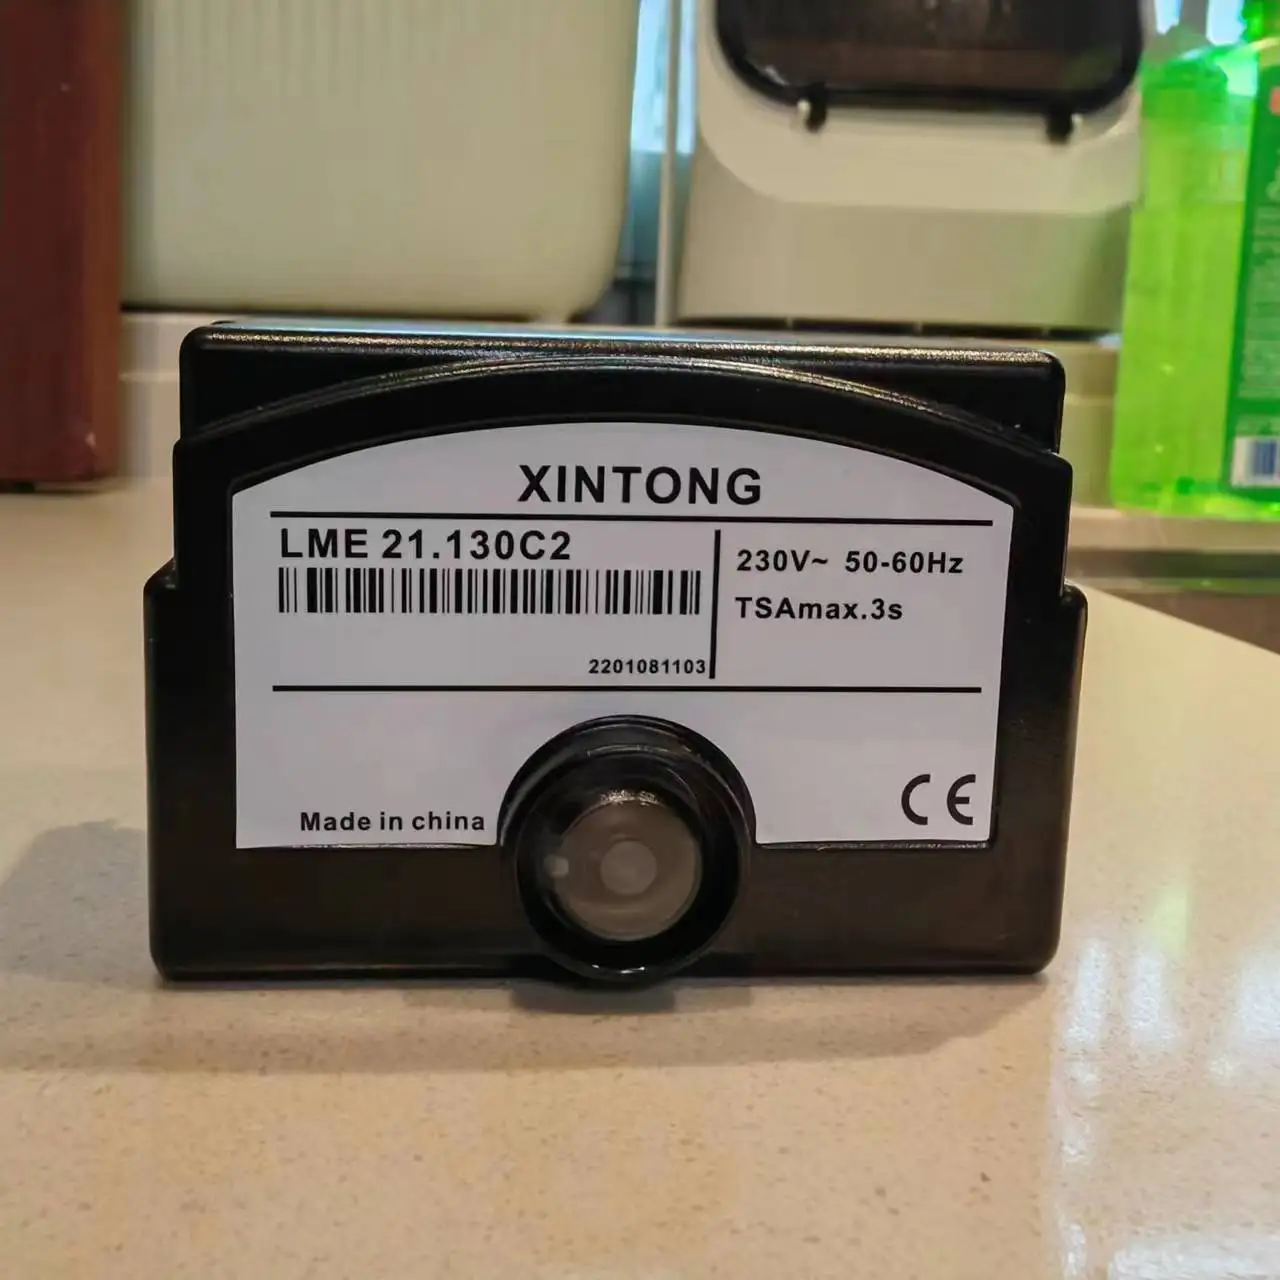 XINTONG
LME 21.130C2
230V~ 50-60Hz
TSAmax.3s
2201081103
Made in china
CE